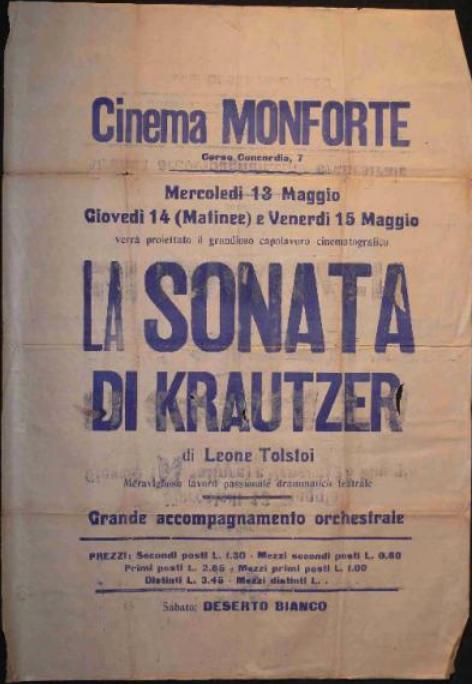 Cinema MONFORTE
Corso Concordia, 7
Mercoledì 13 Maggio
Giovedì 14 (Matinee) e Venerdì 15 Maggio
verrà proiettato il grandioso capolavoro cinematografico
LA SONATA
DI KRAUTZER
di Leone Tolstoi
Meraviglioso lavoro passionale drammatico teatrale
Grande accompagnamento orchestrale
PREZZI: Secondi posti L. 1.30 - Mezzi secondi posti L. 0.80
Primi posti L. 2.65 - Mezzi primi posti L. 1.00
Distinti L. 3.45 - Mezzi distinti L. .
Sabato: DESERTO BIANCO